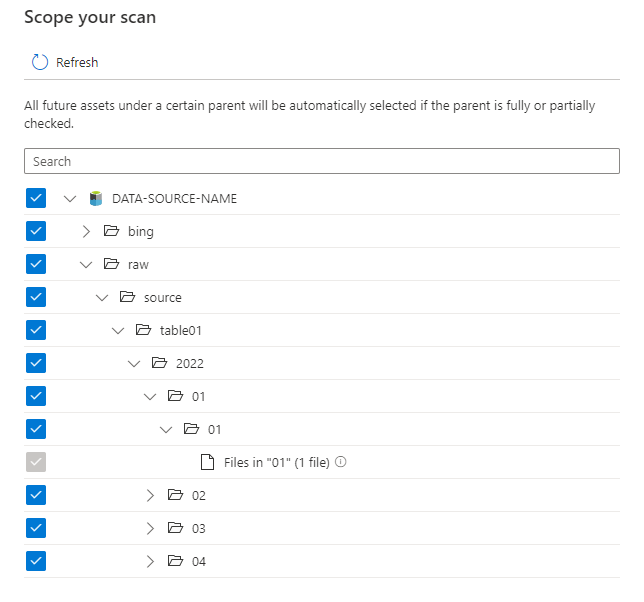 Scope your scan
Refresh
All future assets under a certain parent will be automatically selected if the parent is fully or partially
checked.
Search
DATA-SOURCE-NAME
bing
raw
source
table01
2022
01
01
Files in "01" (1 file)
02
03
04